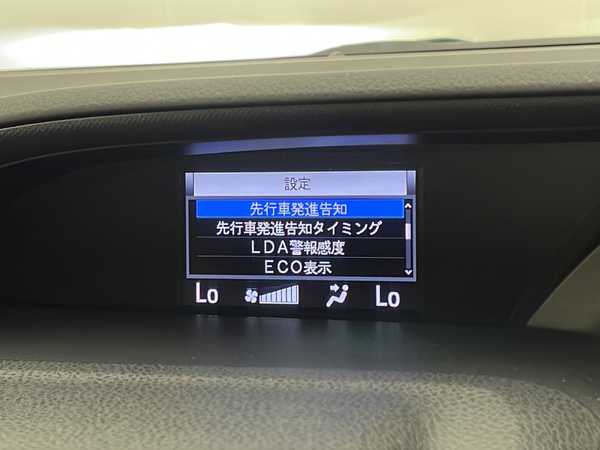 設定
先行車発進告知
先行車発進告知タイミング
LDA警報感度
ECO表示
Lo Lo